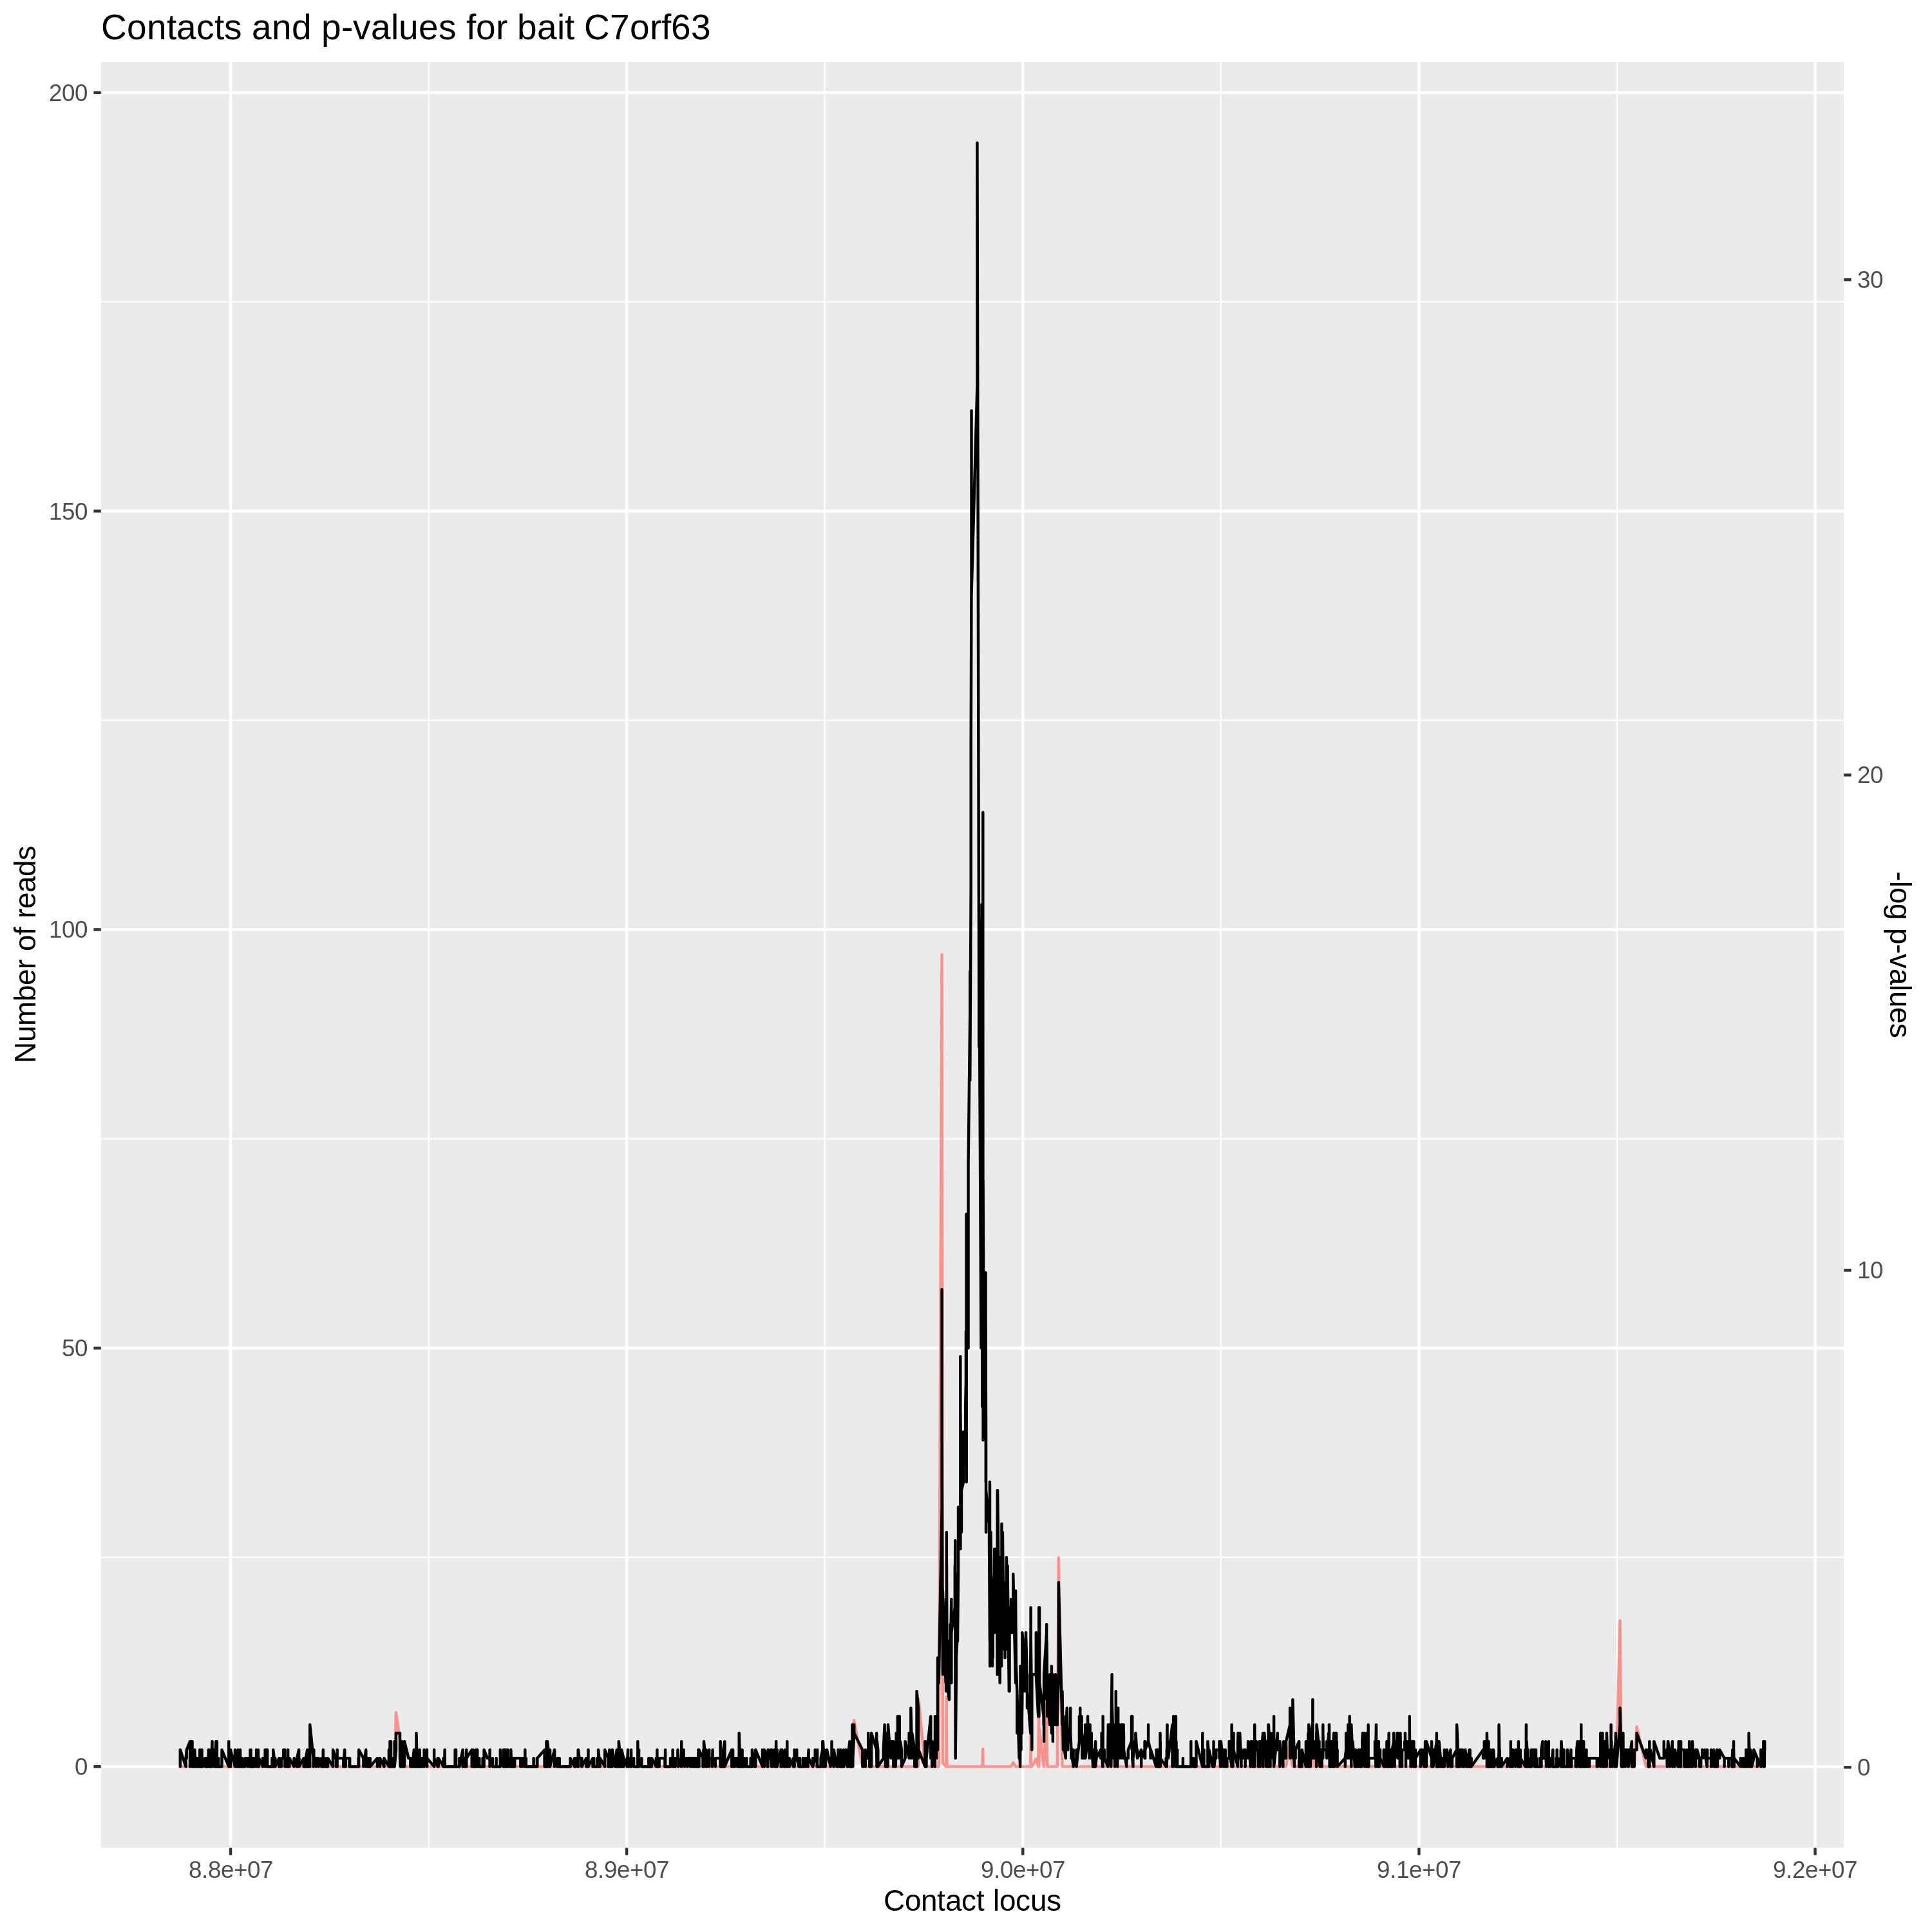 Contacts and p-values for bait C7orf63
200
150
100
50
0
Number of reads
30
20
10
0
-log p-values
8.8e+07
8.9e+07
9.0e+07
9.1e+07
9.2e+07
Contact locus